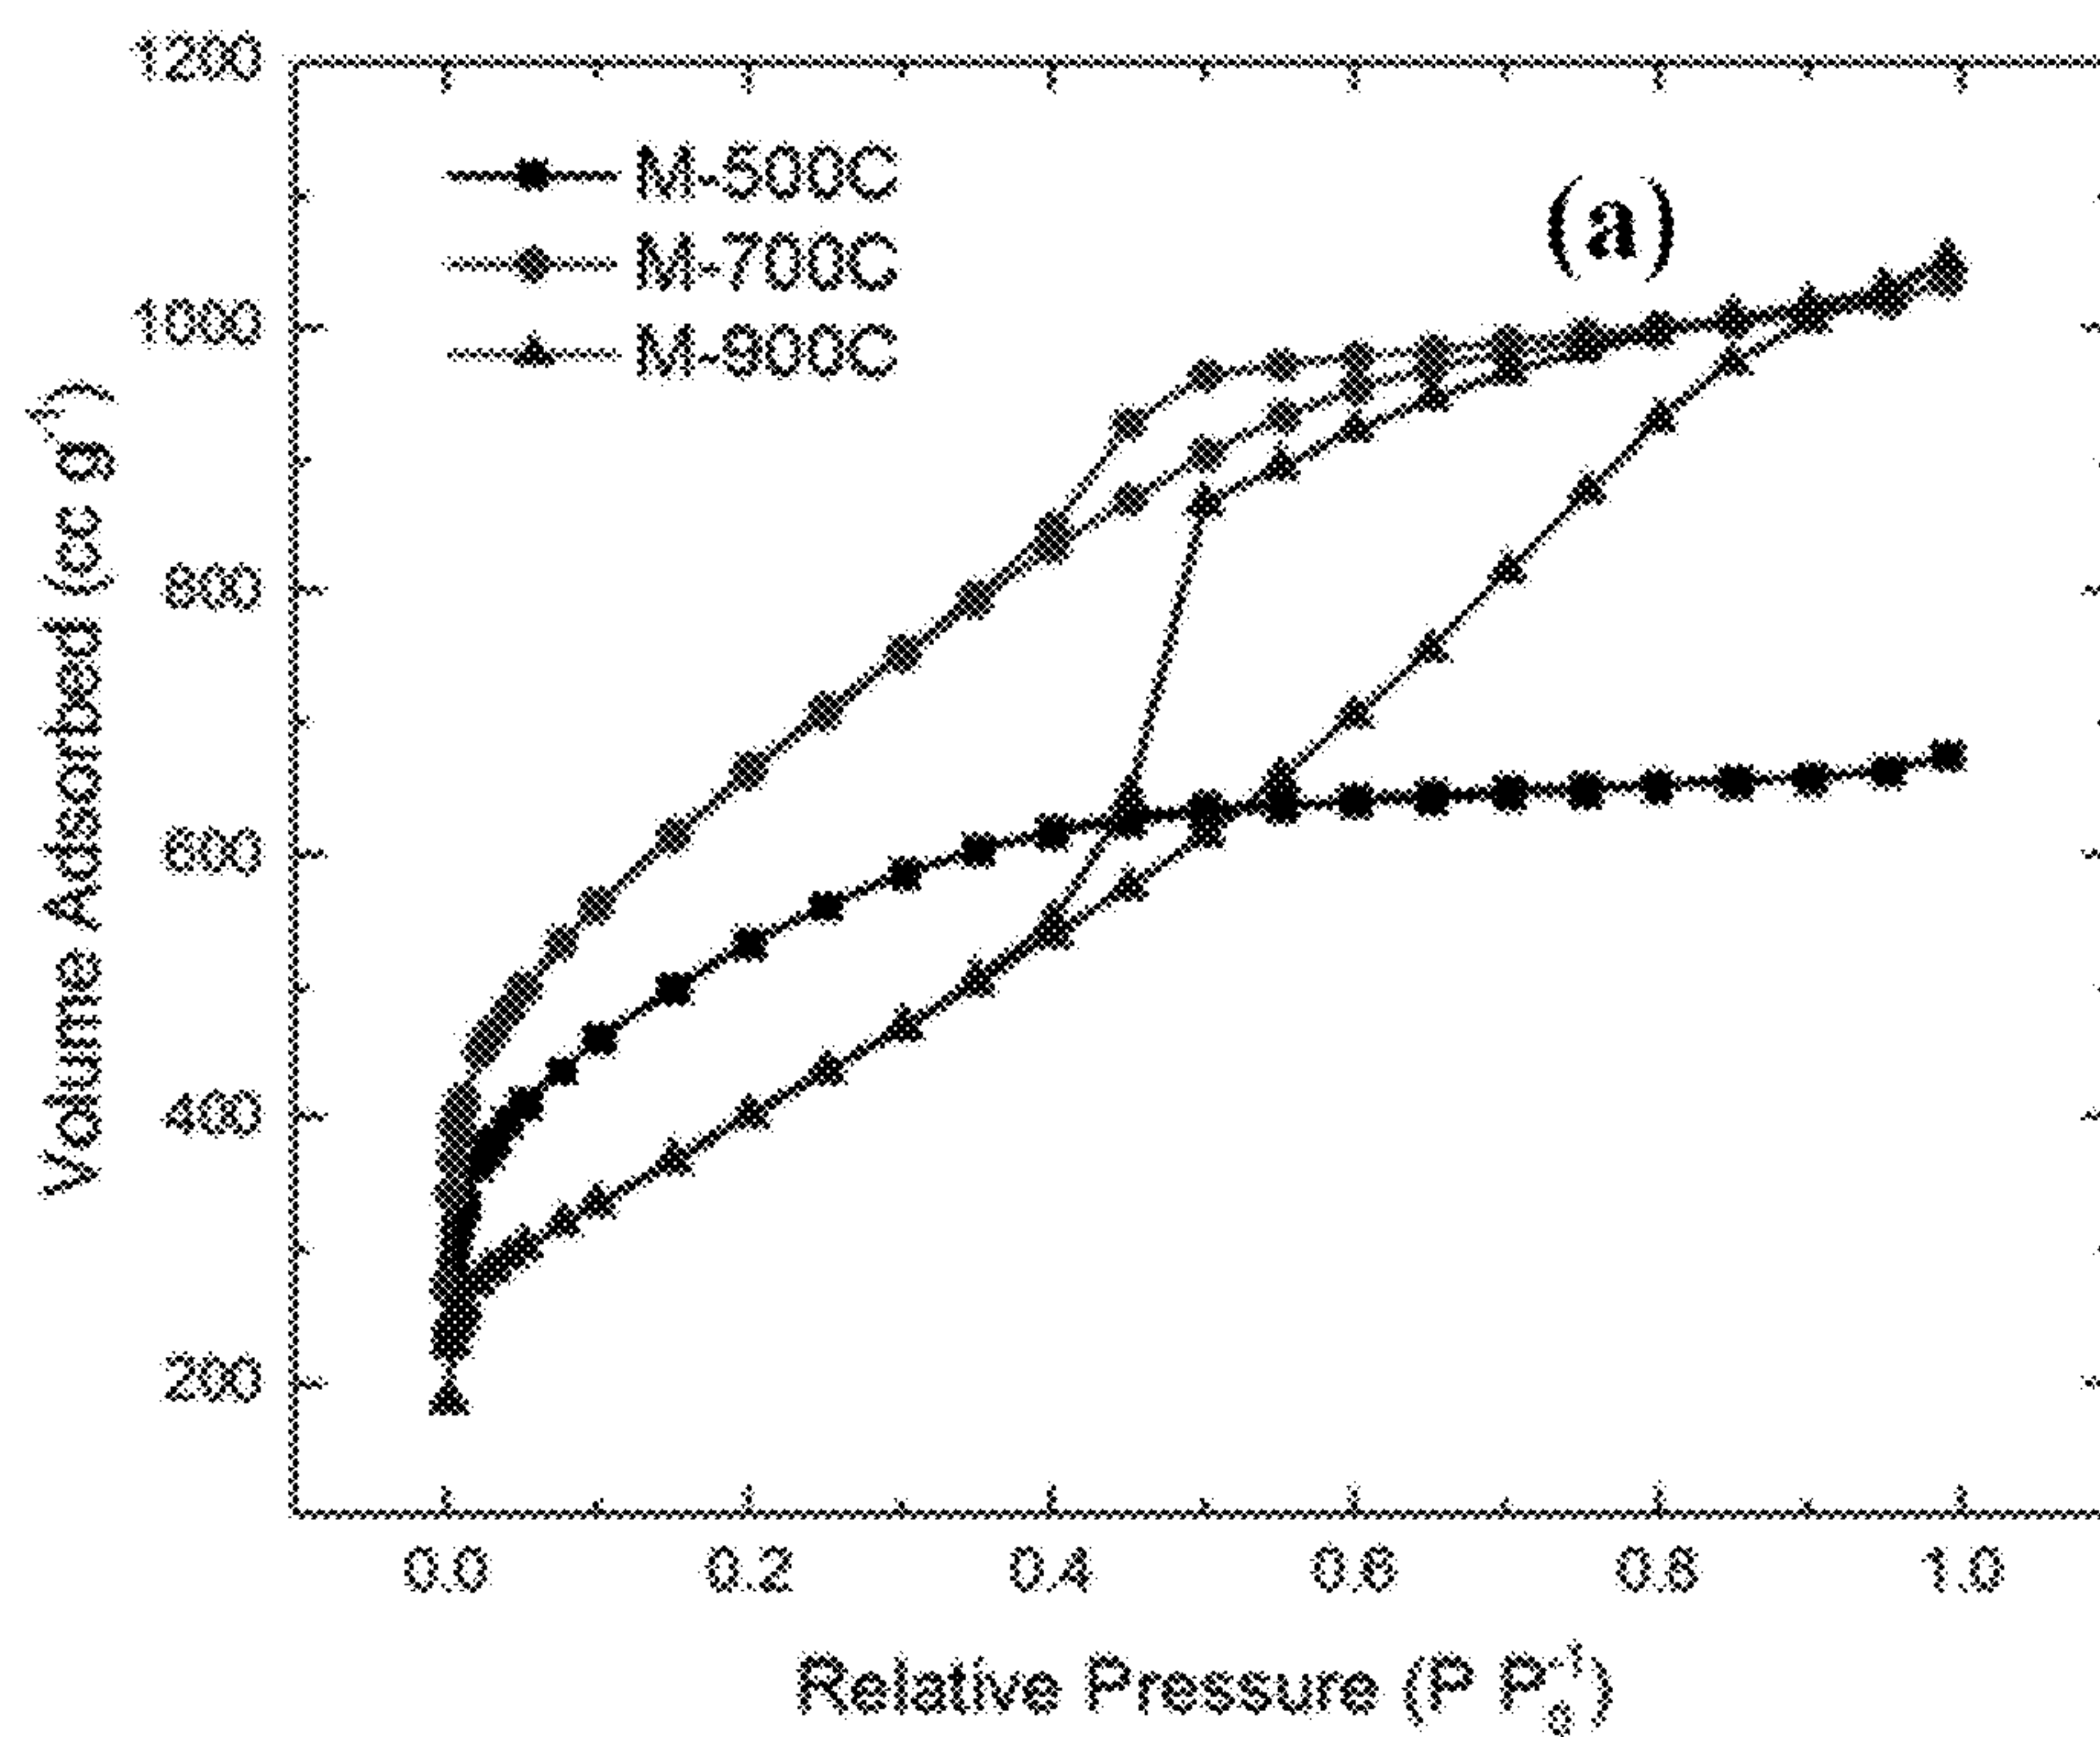 1200
1000
800
600
400
200
Volume Adsorbed (cc g⁻¹)
M-500C
M-700C
M-900C
(a)
0.0 0.2 0.4 0.6 0.8 1.0
Relative Pressure (P P₀⁻¹)